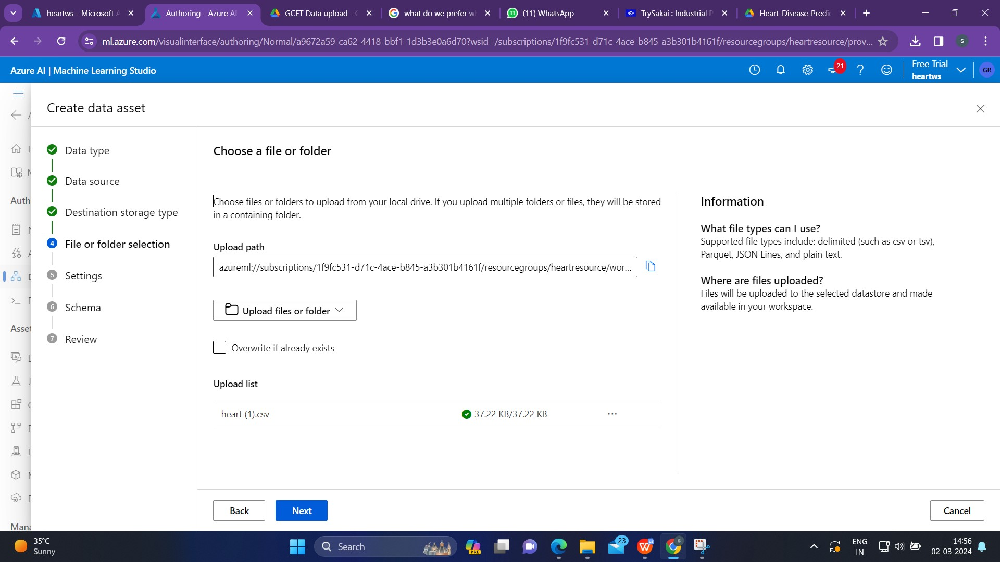 heartws - Microsoft A
Authoring - Azure AI
GCET Data upload -
what do we prefer w
(11) WhatsApp
TrySakai : Industrial P
Heart-Disease-Predic
ml.azure.com/visualinterface/authoring/Normal/a9672a59-ca62-4418-bbf1-1d3b3e0a6d70?wsid=/subscriptions/1f9fc531-d71c-4ace-b845-a3b301b4161f/resourcegroups/heartresource/prov...
S
Azure AI | Machine Learning Studio
21
Free Trial
heartws
GR
Create data asset
Data type
Data source
Destination storage type
4 File or folder selection
5 Settings
6 Schema
7 Review
Auth
Asset
Mana
Choose a file or folder
Choose files or folders to upload from your local drive. If you upload multiple folders or files, they will be stored
in a containing folder.
Upload path
azureml://subscriptions/1f9fc531-d71c-4ace-b845-a3b301b4161f/resourcegroups/heartresource/wor...
Upload files or folder
Overwrite if already exists
Upload list
heart (1).csv 37.22 KB/37.22 KB ...
Information
What file types can I use?
Supported file types include: delimited (such as csv or tsv),
Parquet, JSON Lines, and plain text.
Where are files uploaded?
Files will be uploaded to the selected datastore and made
available in your workspace.
Back
Next
Cancel
35°C
Sunny
Search
PRE
23
ENG
IN
14:56
02-03-2024